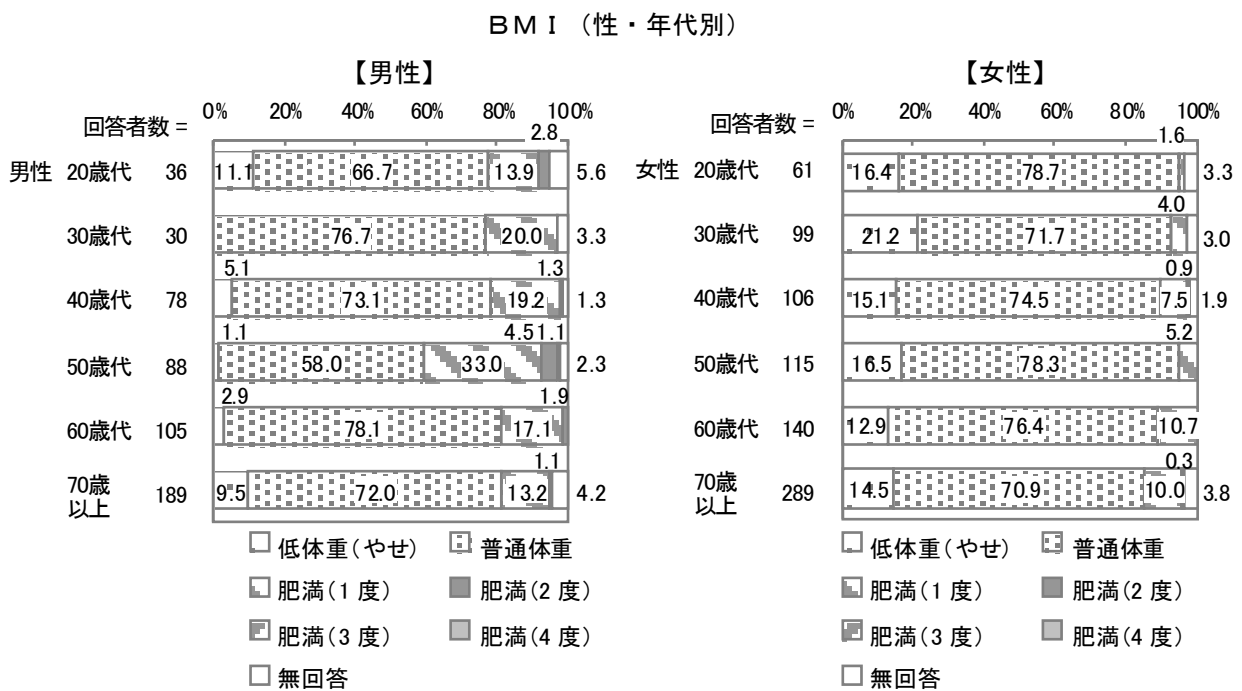 ＢＭＩ（性・年代別）
【男性】
0% 20% 40% 60% 80% 100%
回答者数 =
2.8
男性 20歳代 36 11.1 66.7 13.9 5.6
30歳代 30 76.7 20.0 3.3
5.1 1.3
40歳代 78 73.1 19.2 1.3
1.1 4.5 1.1
50歳代 88 58.0 33.0 2.3
2.9 1.9
60歳代 105 78.1 17.1
1.1
70歳以上 189 9.5 72.0 13.2 4.2
低体重（やせ） 普通体重
肥満（1度） 肥満（2度）
肥満（3度） 肥満（4度）
無回答
【女性】
0% 20% 40% 60% 80% 100%
回答者数 =
1.6
女性 20歳代 61 16.4 78.7 3.3
4.0
30歳代 99 21.2 71.7 3.0
0.9
40歳代 106 15.1 74.5 7.5 1.9
5.2
50歳代 115 16.5 78.3
60歳代 140 12.9 76.4 10.7
0.3
70歳以上 289 14.5 70.9 10.0 3.8
低体重（やせ） 普通体重
肥満（1度） 肥満（2度）
肥満（3度） 肥満（4度）
無回答